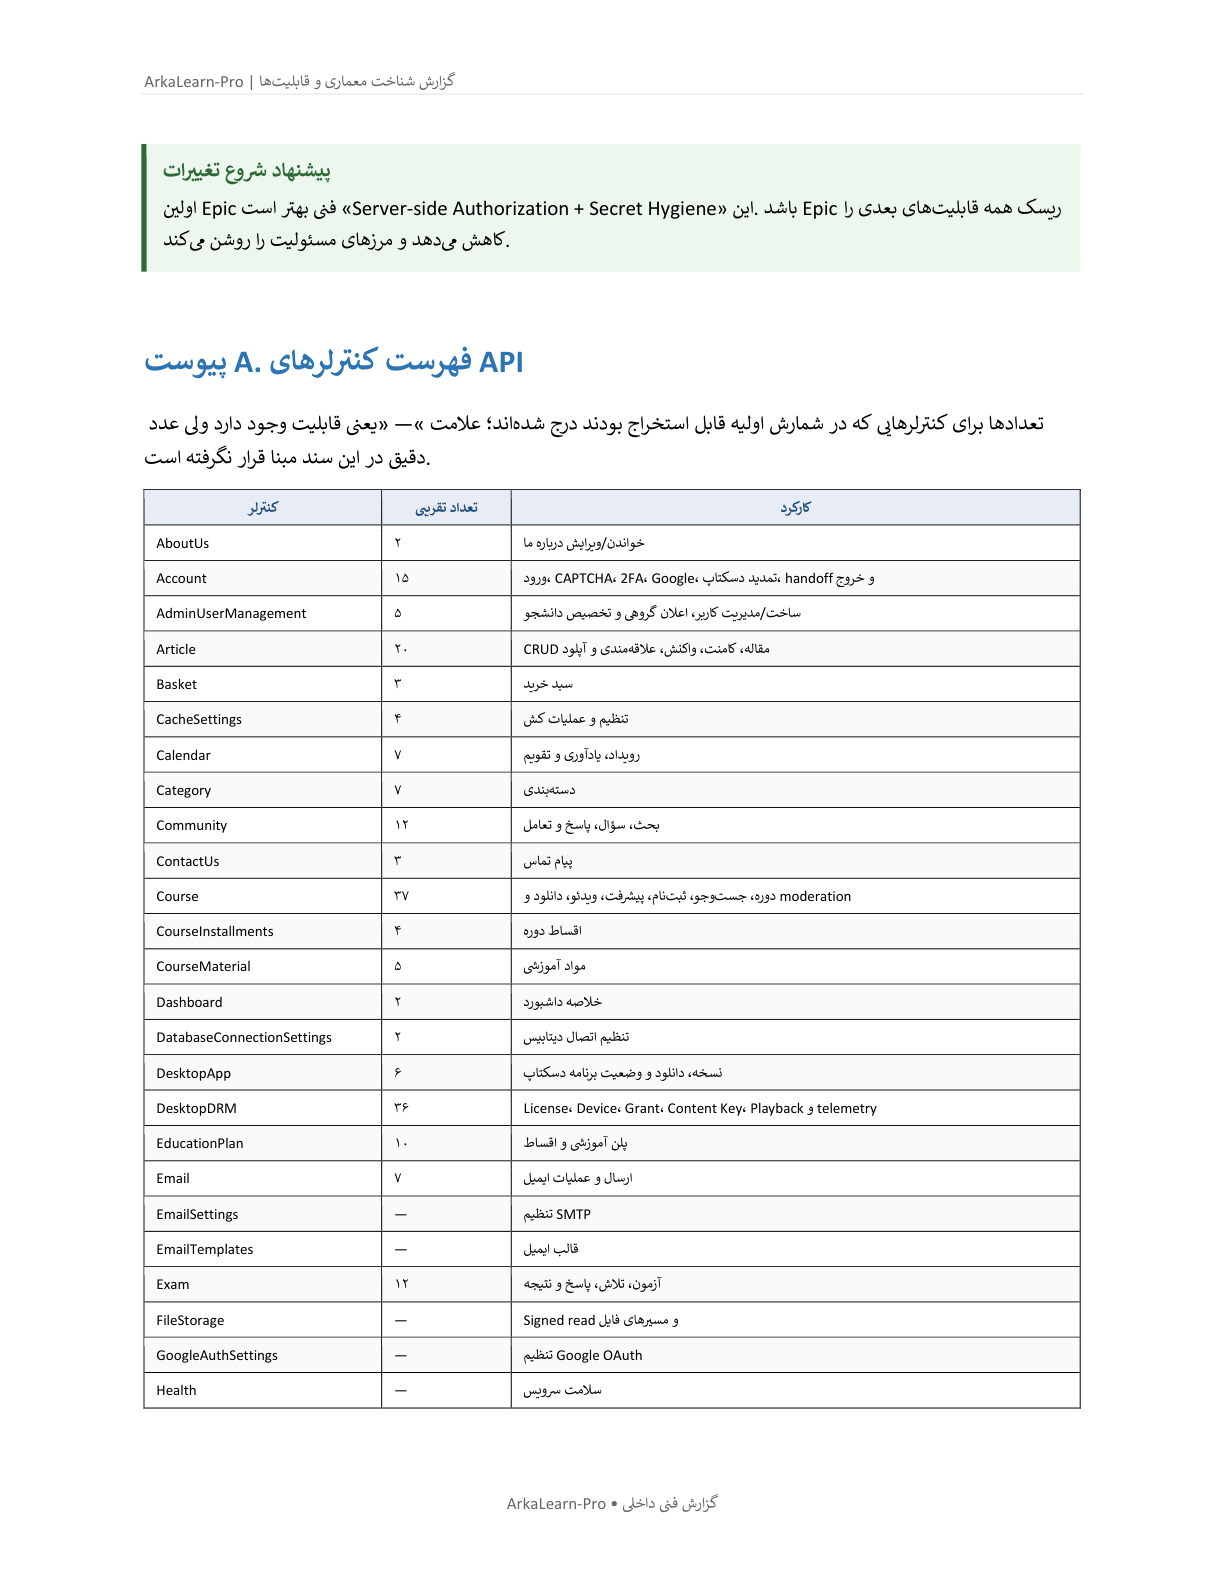 گزارش شناخت معماری و قابلیت‌ها | ArkaLearn-Pro
پیشنهاد شروع تغییرات
اولین Epic فنی بهتر است «Server-side Authorization + Secret Hygiene» باشد. این Epic ریسک همه قابلیت‌های بعدی را
کاهش می‌دهد و مرزهای مسئولیت را روشن می‌کند.
پیوست A. فهرست کنترلرهای API
تعدادها برای کنترلرهایی که در شمارش اولیه قابل استخراج بودند درج شده‌اند؛ علامت «—» یعنی قابلیت وجود دارد ولی عدد
دقیق در این سند مبنا قرار نگرفته است.
کنترلر	تعداد تقریبی	کارکرد
AboutUs	۲	خواندن/ویرایش درباره ما
Account	۱۵	ورود، CAPTCHA، 2FA، Google، تمدید دسکتاپ، handoff و خروج
AdminUserManagement	۵	ساخت/مدیریت کاربر، اعلان گروهی و تخصیص دانشجو
Article	۲۰	CRUD مقاله، کامنت، واکنش، علاقه‌مندی و آپلود
Basket	۳	سبد خرید
CacheSettings	۴	تنظیم و عملیات کش
Calendar	۷	رویداد، یادآوری و تقویم
Category	۷	دسته‌بندی
Community	۱۲	بحث، سؤال، پاسخ و تعامل
ContactUs	۳	پیام تماس
Course	۳۷	دوره، جست‌وجو، ثبت‌نام، پیشرفت، ویدئو، دانلود و moderation
CourseInstallments	۴	اقساط دوره
CourseMaterial	۵	مواد آموزشی
Dashboard	۲	خلاصه داشبورد
DatabaseConnectionSettings	۲	تنظیم اتصال دیتابیس
DesktopApp	۶	نسخه، دانلود و وضعیت برنامه دسکتاپ
DesktopDRM	۳۶	License، Device، Grant، Content Key، Playback و telemetry
EducationPlan	۱۰	پلن آموزشی و اقساط
Email	۷	ارسال و عملیات ایمیل
EmailSettings	—	تنظیم SMTP
EmailTemplates	—	قالب ایمیل
Exam	۱۲	آزمون، تلاش، پاسخ و نتیجه
FileStorage	—	Signed read و مسیرهای فایل
GoogleAuthSettings	—	تنظیم Google OAuth
Health	—	سلامت سرویس
ArkaLearn-Pro • گزارش فنی داخلی